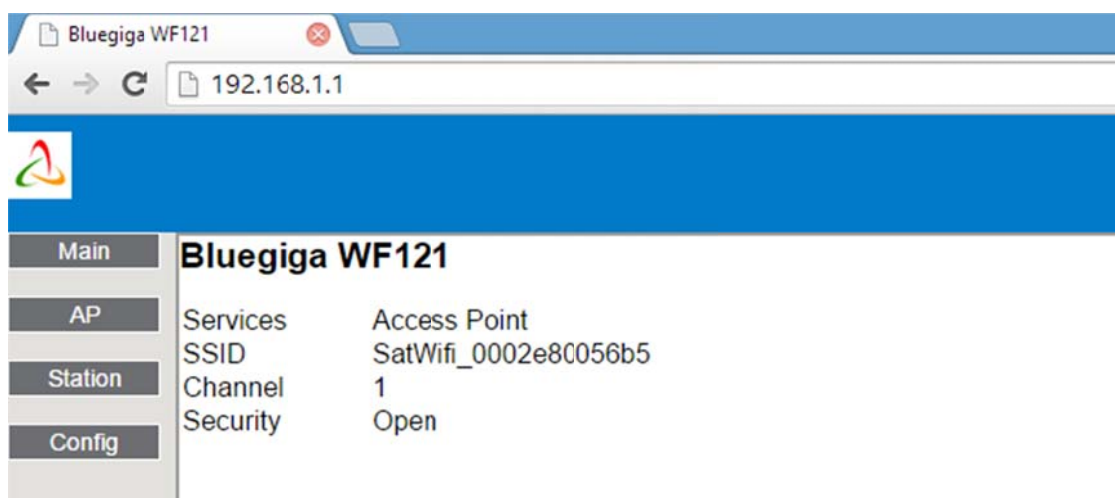 Bluegiga WF121
192.168.1.1
Main
AP
Station
Config
Bluegiga WF121
Services Access Point
SSID SatWifi_0002e80056b5
Channel 1
Security Open